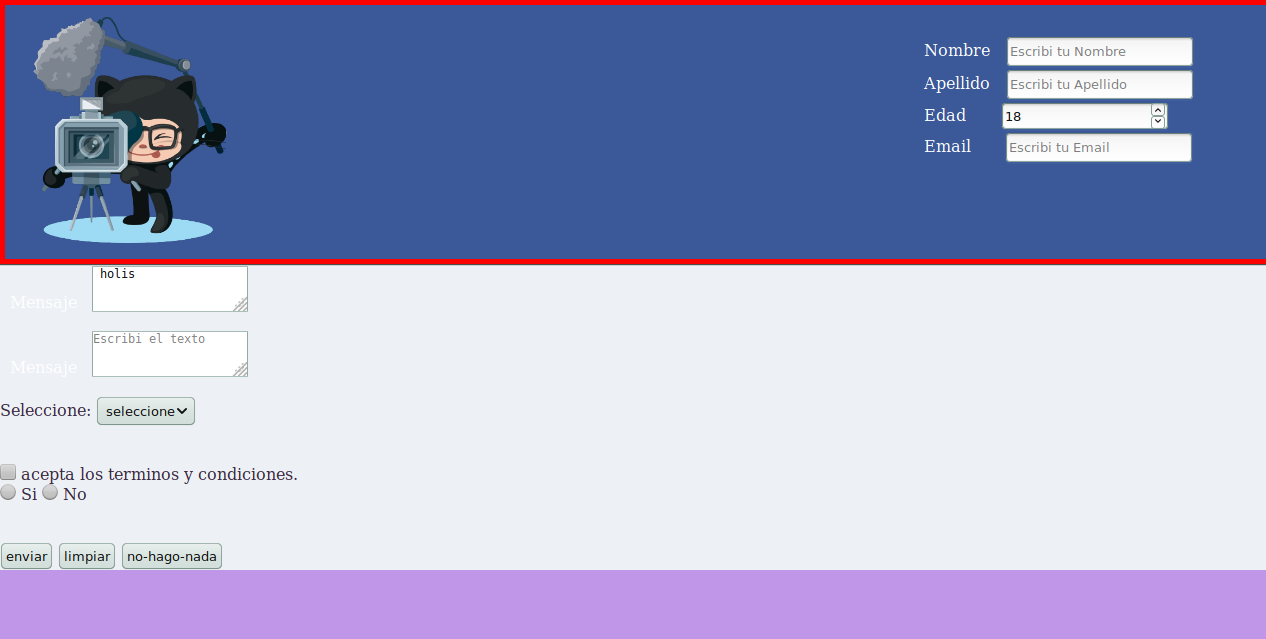 Nombre Escribi tu Nombre
Apellido Escribi tu Apellido
Edad 18
Email Escribi tu Email
holis
Mensaje
Escribi el texto
Mensaje
Seleccione: seleccione
acepta los terminos y condiciones.
Si No
enviar limpiar no-hago-nada